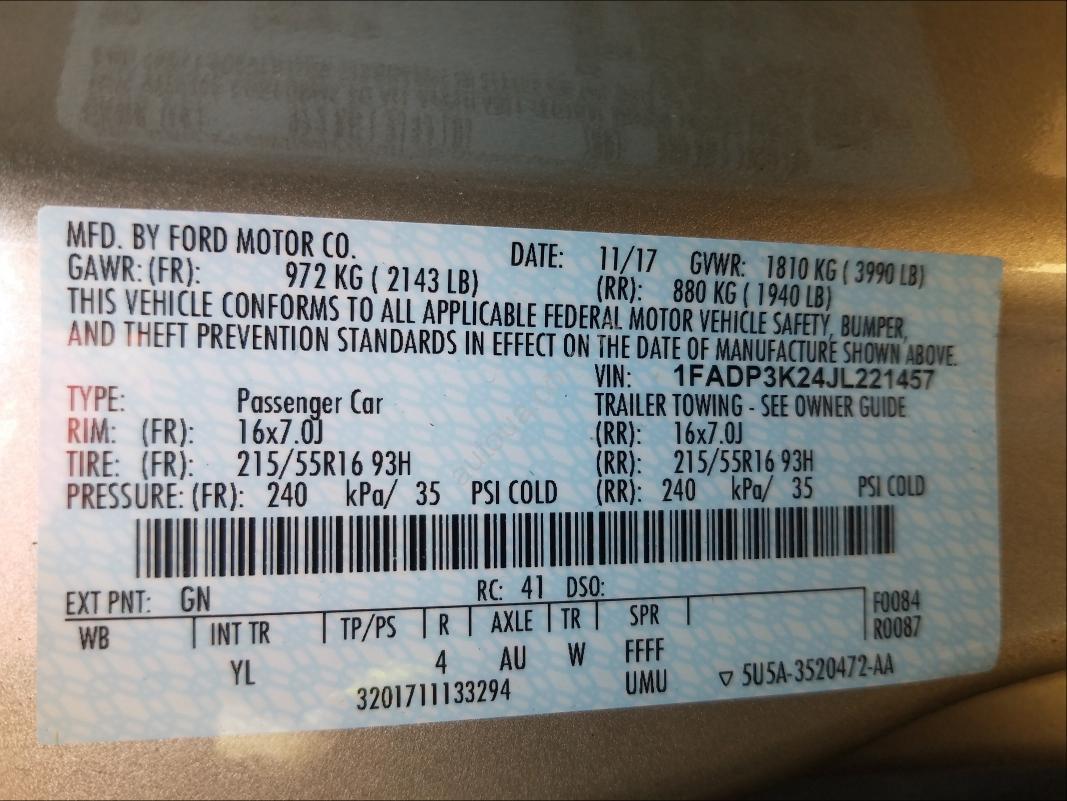 MFD. BY FORD MOTOR CO. DATE: 11/17 GVWR: 1810 KG ( 3990 LB)
GAWR: (FR): 972 KG ( 2143 LB) (RR): 880 KG ( 1940 LB)
THIS VEHICLE CONFORMS TO ALL APPLICABLE FEDERAL MOTOR VEHICLE SAFETY, BUMPER,
AND THEFT PREVENTION STANDARDS IN EFFECT ON THE DATE OF MANUFACTURE SHOWN ABOVE.
VIN: 1FADP3K24JL221457
TYPE: Passenger Car TRAILER TOWING - SEE OWNER GUIDE
RIM: (FR): 16x7.0J (RR): 16x7.0J
TIRE: (FR): 215/55R16 93H (RR): 215/55R16 93H
PRESSURE: (FR): 240 kPa/ 35 PSI COLD (RR): 240 kPa/ 35 PSI COLD
EXT PNT: GN RC: 41 DSO:
WB INT TR TP/PS R AXLE TR SPR F0084
R0087
YL 4 AU W FFFF
3201711133294 UMU ▽ 5U5A-3520472-AA